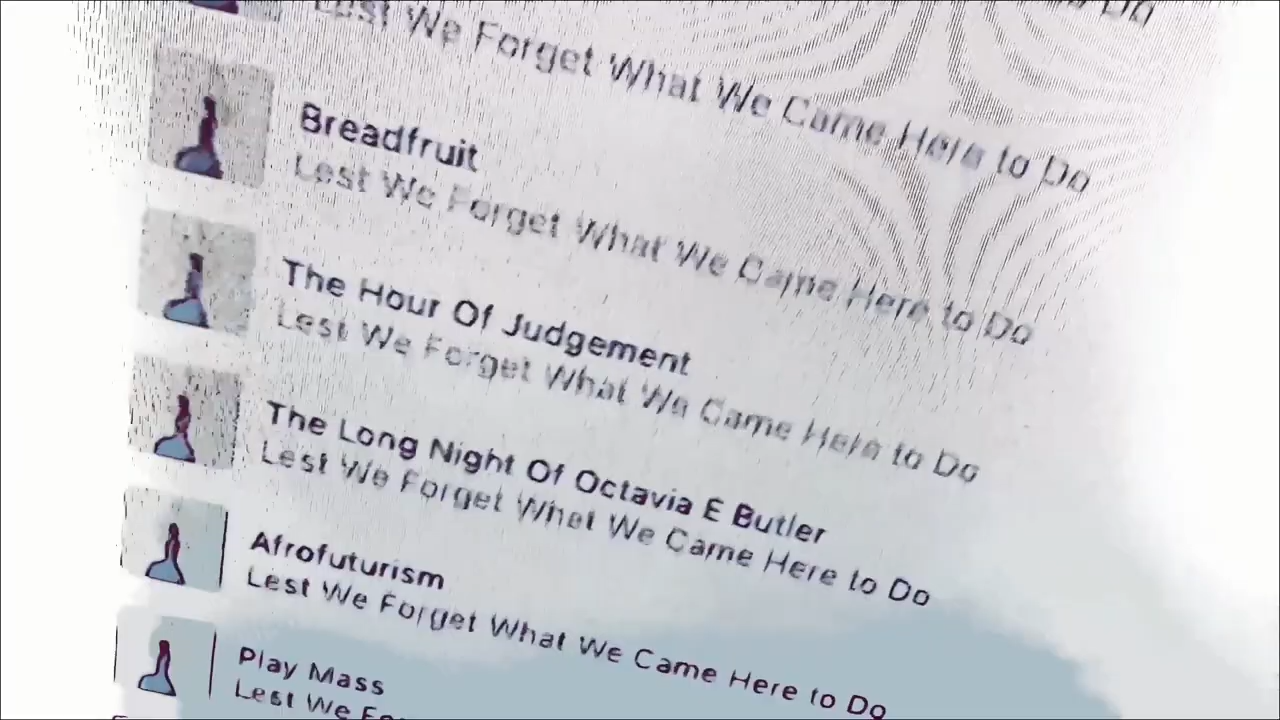 Do
Lest We Forget What We Came Here to Do
Breadfruit
Lest We Forget What We Came Here to Do
The Hour Of Judgement
Lest We Forget What We Came Here to Do
The Long Night Of Octavia E Butler
Lest We Forget What We Came Here to Do
Afrofuturism
Lest We Forget What We Came Here to Do
Play Mass
Lest We